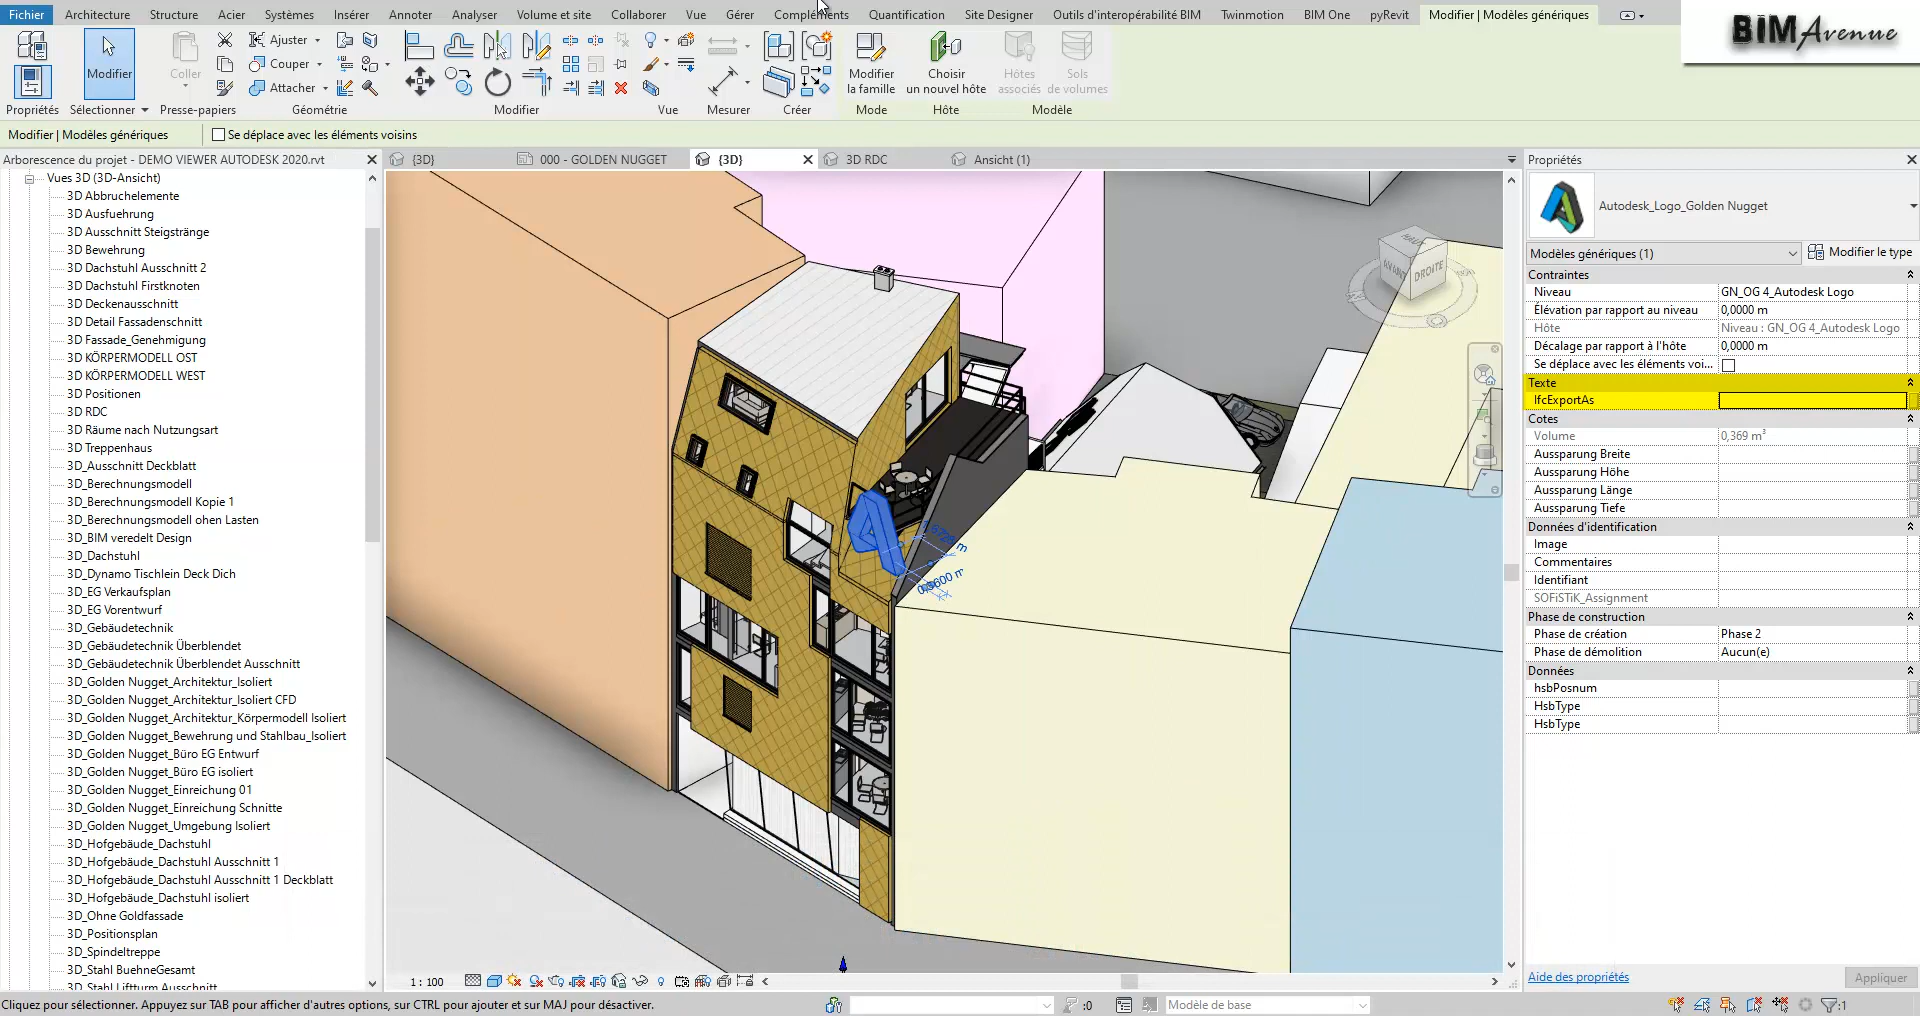 Fichier Architecture Structure Acier Systèmes Insérer Annoter Analyser Volume et site Collaborer Vue Gérer Compléments Quantification Site Designer Outils d'interopérabilité BIM Twinmotion BIM One pyRevit Modifier | Modèles génériques
BIM Avenue
Ajuster
Couper
Attacher
Modifier
Coller
Modifier
la famille
Choisir
un nouvel hôte
Hôtes
associés
Sols
de volumes
Propriétés Sélectionner Presse-papiers Géométrie Modifier Vue Mesurer Créer Mode Hôte Modèle
Modifier | Modèles génériques Se déplace avec les éléments voisins
Arborescence du projet - DEMO VIEWER AUTODESK 2020.rvt
{3D} 000 - GOLDEN NUGGET {3D} 3D RDC Ansicht (1)
Vues 3D (3D-Ansicht)
3D Abbruchelemente
3D Ausfuehrung
3D Ausschnitt Steigstränge
3D Bewehrung
3D Dachstuhl Ausschnitt 2
3D Dachstuhl Firstknoten
3D Deckenausschnitt
3D Detail Fassadenschnitt
3D Fassade_Genehmigung
3D KÖRPERMODELL OST
3D KÖRPERMODELL WEST
3D Positionen
3D RDC
3D Räume nach Nutzungsart
3D Treppenhaus
3D_Ausschnitt Deckblatt
3D_Berechnungsmodell
3D_Berechnungsmodell Kopie 1
3D_Berechnungsmodell ohen Lasten
3D_BIM veredelt Design
3D_Dachstuhl
3D_Dynamo Tischlein Deck Dich
3D_EG Verkaufsplan
3D_EG Vorentwurf
3D_Gebäudetechnik
3D_Gebäudetechnik Überblendet
3D_Gebäudetechnik Überblendet Ausschnitt
3D_Golden Nugget_Architektur_Isoliert
3D_Golden Nugget_Architektur_Isoliert CFD
3D_Golden Nugget_Architektur_Körpermodell Isoliert
3D_Golden Nugget_Bewehrung und Stahlbau_Isoliert
3D_Golden Nugget_Büro EG Entwurf
3D_Golden Nugget_Büro EG isoliert
3D_Golden Nugget_Einreichung 01
3D_Golden Nugget_Einreichung Schnitte
3D_Golden Nugget_Umgebung Isoliert
3D_Hofgebäude_Dachstuhl
3D_Hofgebäude_Dachstuhl Ausschnitt 1
3D_Hofgebäude_Dachstuhl Ausschnitt 1 Deckblatt
3D_Hofgebäude_Dachstuhl isoliert
3D_Ohne Goldfassade
3D_Positionsplan
3D_Spindeltreppe
3D_Stahl BuehneGesamt
3D_Stahl Liftturm Ausschnitt
AVANT DROITE
1 : 100
Propriétés
Autodesk_Logo_Golden Nugget
Modèles génériques (1) Modifier le type
Contraintes
Niveau GN_OG 4_Autodesk Logo
Élévation par rapport au niveau 0,0000 m
Hôte Niveau : GN_OG 4_Autodesk Logo
Décalage par rapport à l'hôte 0,0000 m
Se déplace avec les éléments voi...
Texte
IfcExportAs
Cotes
Volume 0,369 m³
Aussparung Breite
Aussparung Höhe
Aussparung Länge
Aussparung Tiefe
Données d'identification
Image
Commentaires
Identifiant
SOFiSTiK_Assignment
Phase de construction
Phase de création Phase 2
Phase de démolition Aucun(e)
Données
hsbPosnum
HsbType
HsbType
Aide des propriétés Appliquer
Cliquez pour sélectionner. Appuyez sur TAB pour afficher d'autres options, sur CTRL pour ajouter et sur MAJ pour désactiver.
:0 Modèle de base :1